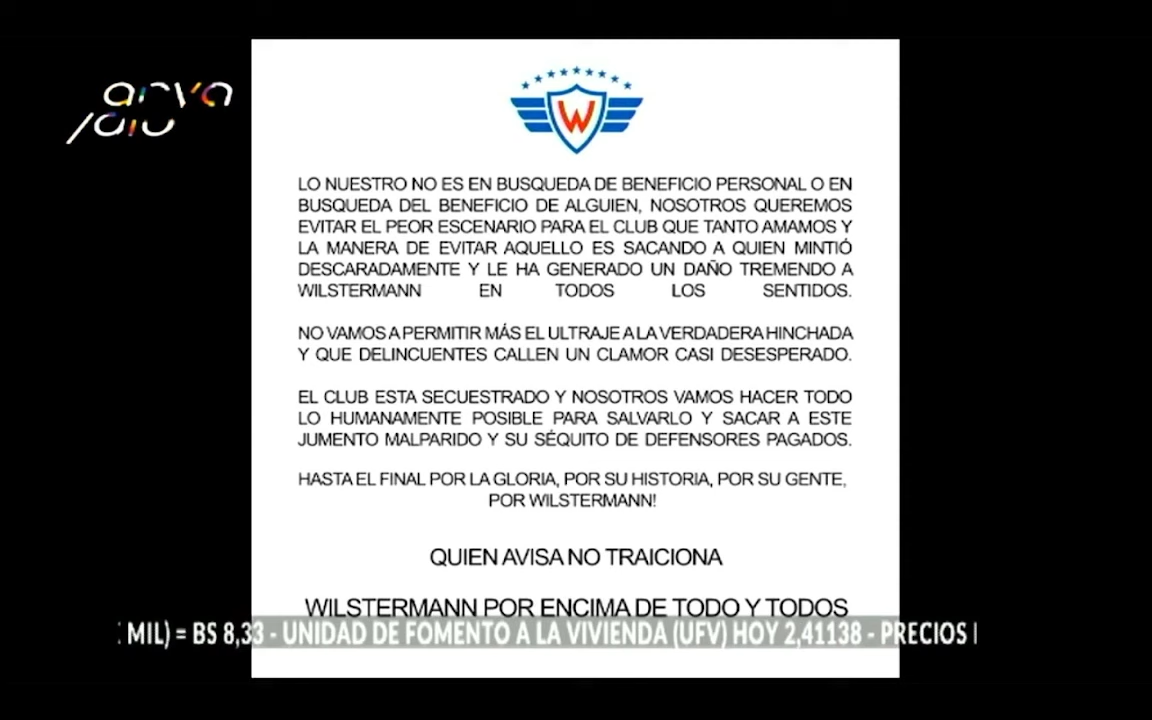 W
LO NUESTRO NO ES EN BUSQUEDA DE BENEFICIO PERSONAL O EN
BUSQUEDA DEL BENEFICIO DE ALGUIEN, NOSOTROS QUEREMOS
EVITAR EL PEOR ESCENARIO PARA EL CLUB QUE TANTO AMAMOS Y
LA MANERA DE EVITAR AQUELLO ES SACANDO A QUIEN MINTIÓ
DESCARADAMENTE Y LE HA GENERADO UN DAÑO TREMENDO A
WILSTERMANN EN TODOS LOS SENTIDOS.
NO VAMOS A PERMITIR MÁS EL ULTRAJE A LA VERDADERA HINCHADA
Y QUE DELINCUENTES CALLEN UN CLAMOR CASI DESESPERADO.
EL CLUB ESTA SECUESTRADO Y NOSOTROS VAMOS HACER TODO
LO HUMANAMENTE POSIBLE PARA SALVARLO Y SACAR A ESTE
JUMENTO MALPARIDO Y SU SÉQUITO DE DEFENSORES PAGADOS.
HASTA EL FINAL POR LA GLORIA, POR SU HISTORIA, POR SU GENTE,
POR WILSTERMANN!
QUIEN AVISA NO TRAICIONA
WILSTERMANN POR ENCIMA DE TODO Y TODOS
MIL) = BS 8,33 - UNIDAD DE FOMENTO A LA VIVIENDA (UFV) HOY 2,41138 - PRECIOS